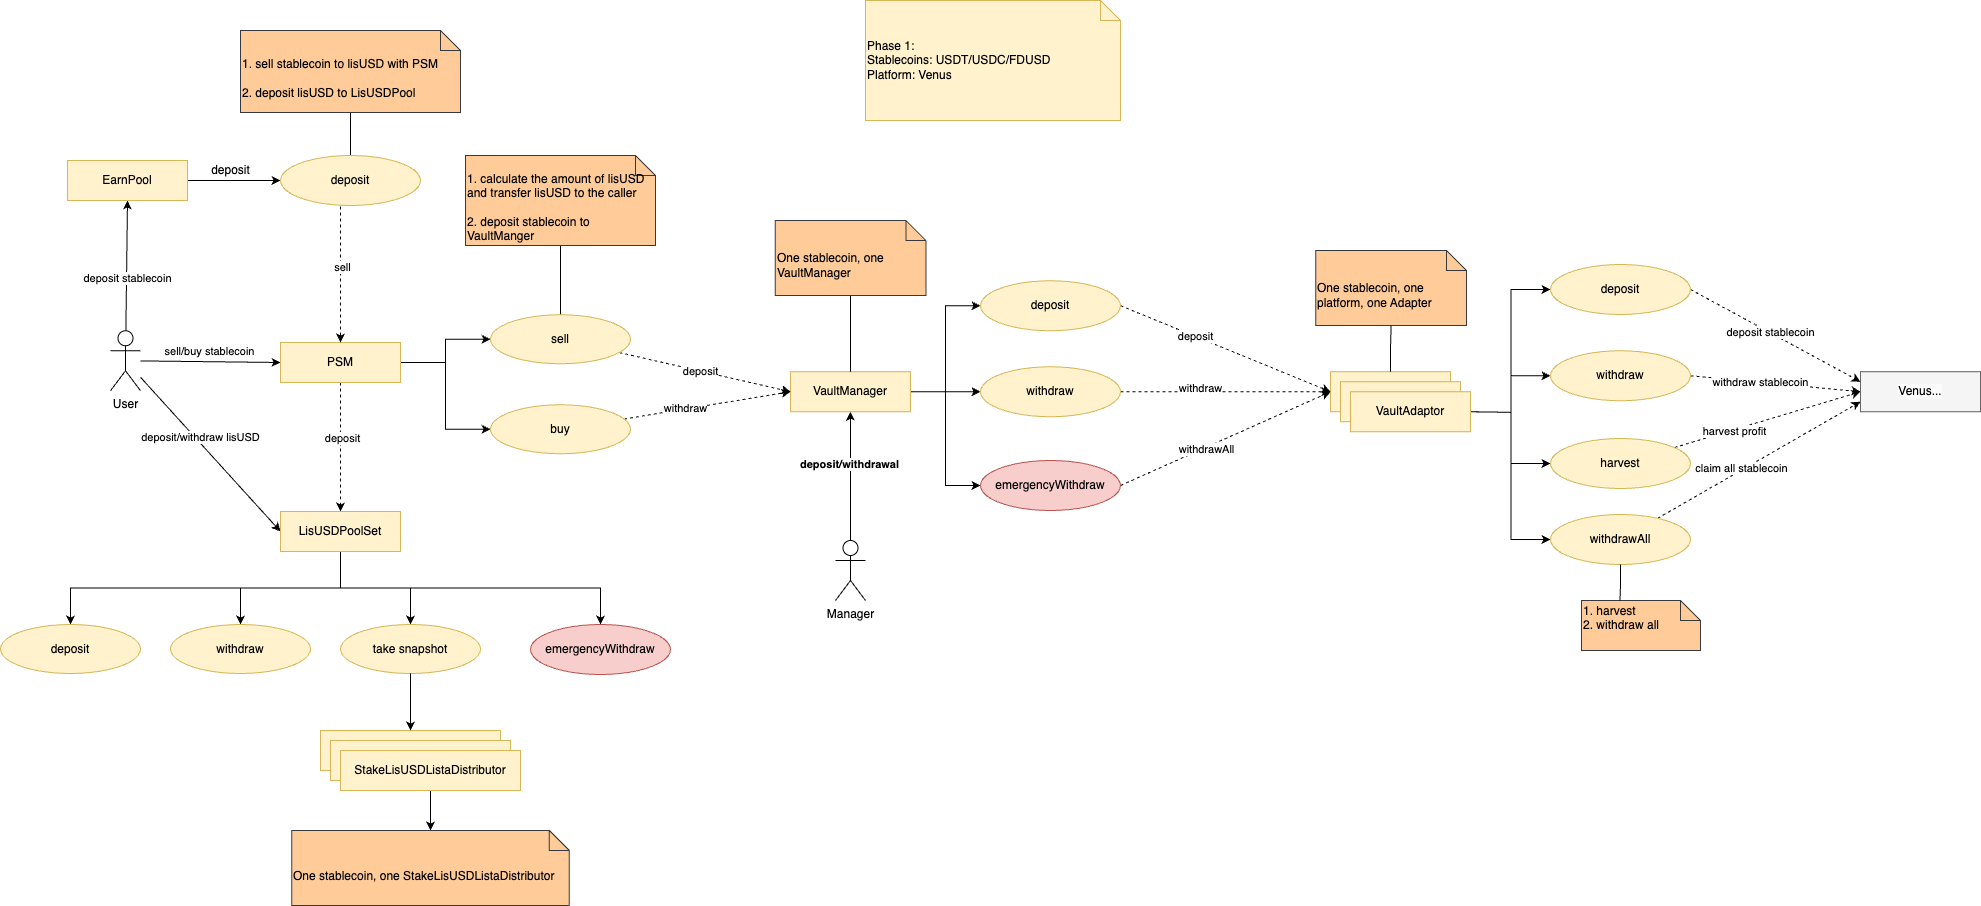 Phase 1:
Stablecoins: USDT/USDC/FDUSD
Platform: Venus
1. sell stablecoin to lisUSD with PSM
2. deposit lisUSD to LisUSDPool
EarnPool
deposit
deposit
1. calculate the amount of lisUSD
and transfer lisUSD to the caller
2. deposit stablecoin to
VaultManger
deposit stablecoin
sell
User
sell/buy stablecoin
PSM
sell
buy
deposit
withdraw
deposit/withdraw lisUSD
deposit
LisUSDPoolSet
deposit
withdraw
take snapshot
emergencyWithdraw
StakeLisUSDListaDistributor
One stablecoin, one StakeLisUSDListaDistributor
One stablecoin, one
VaultManager
VaultManager
deposit/withdrawal
Manager
deposit
withdraw
emergencyWithdraw
deposit
withdraw
withdrawAll
One stablecoin, one
platform, one Adapter
VaultAdaptor
deposit
withdraw
harvest
withdrawAll
deposit stablecoin
withdraw stablecoin
harvest profit
claim all stablecoin
Venus...
1. harvest
2. withdraw all